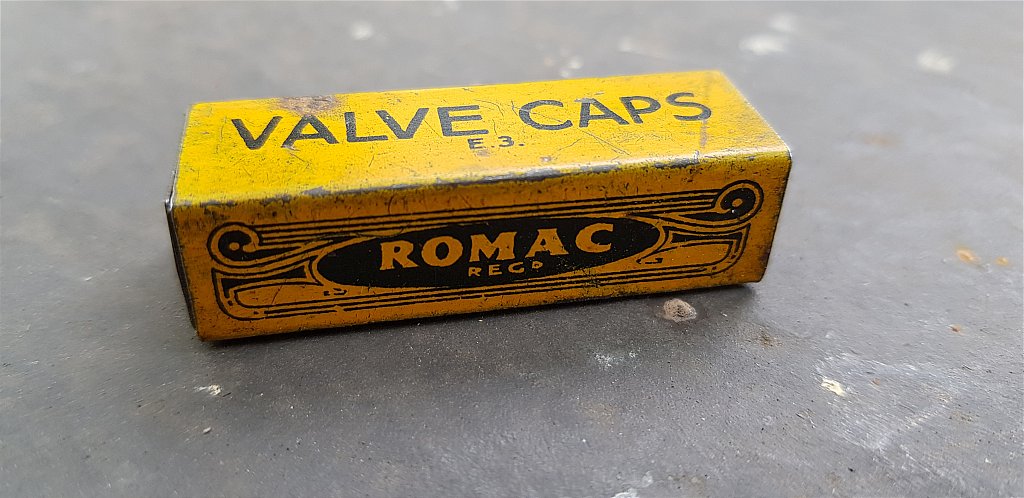 VALVE CAPS
E.3.
ROMAC
REGD